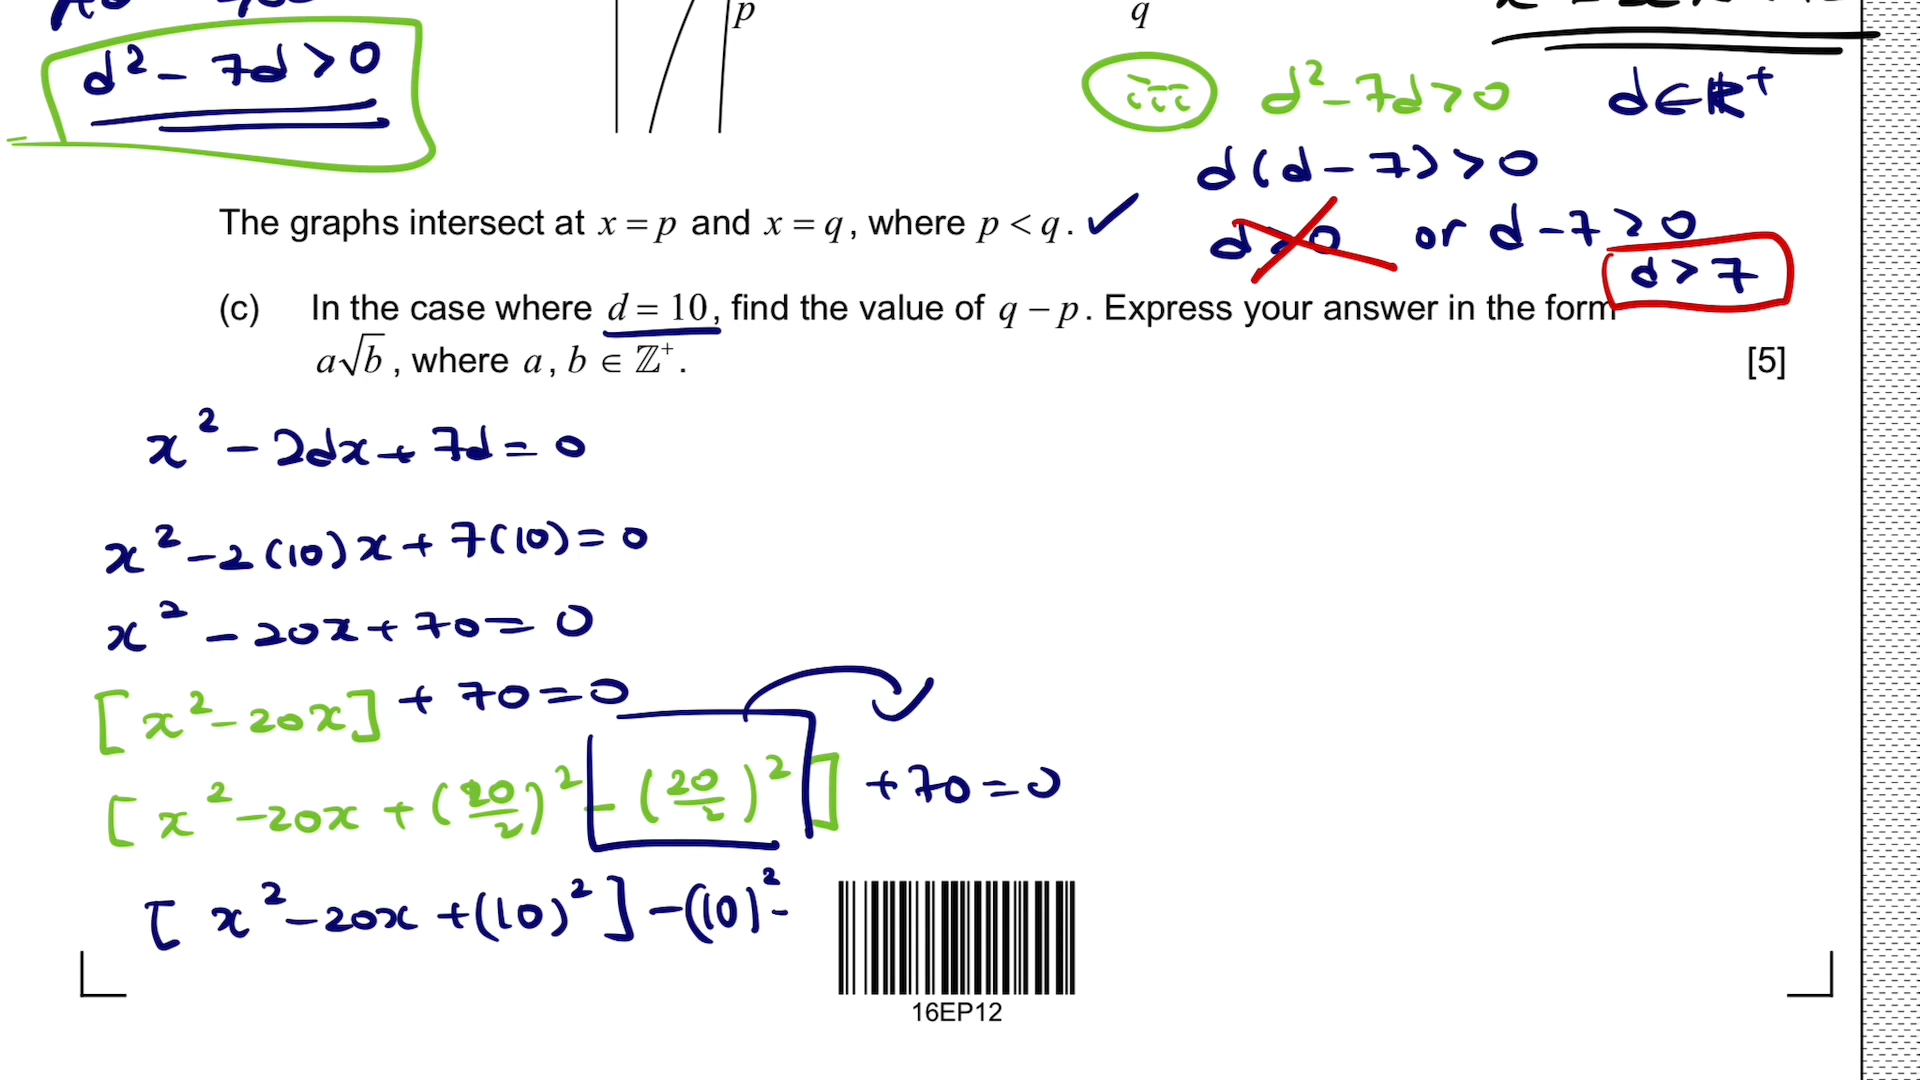 p
q
d² - 7d > 0
iii d² - 7d > 0 d ∈ ℝ⁺
d(d - 7) > 0
The graphs intersect at x = p and x = q, where p < q. ✓
d > 0 or d - 7 > 0
d > 7
(c) In the case where d = 10, find the value of q − p. Express your answer in the form
a√b, where a, b ∈ ℤ⁺. [5]
x² - 2dx + 7d = 0
x² - 2(10)x + 7(10) = 0
x² - 20x + 70 = 0
[x² - 20x] + 70 = 0
[x² - 20x + (20/2)² - (20/2)²] + 70 = 0
[x² - 20x + (10)²] - (10)² -
16EP12